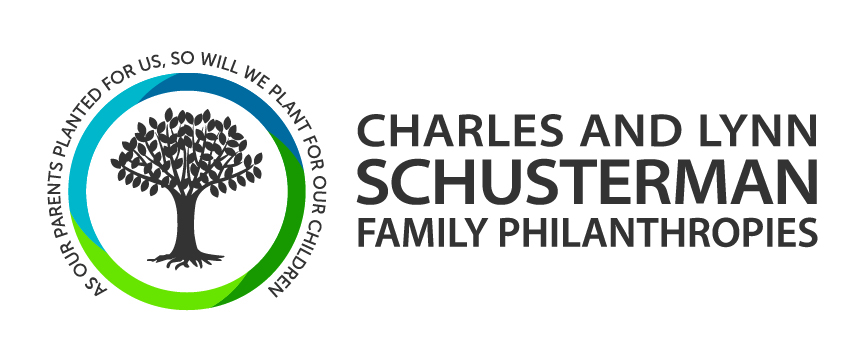 AS OUR PARENTS PLANTED FOR US, SO WILL WE PLANT FOR OUR CHILDREN
CHARLES AND LYNN
SCHUSTERMAN
FAMILY PHILANTHROPIES